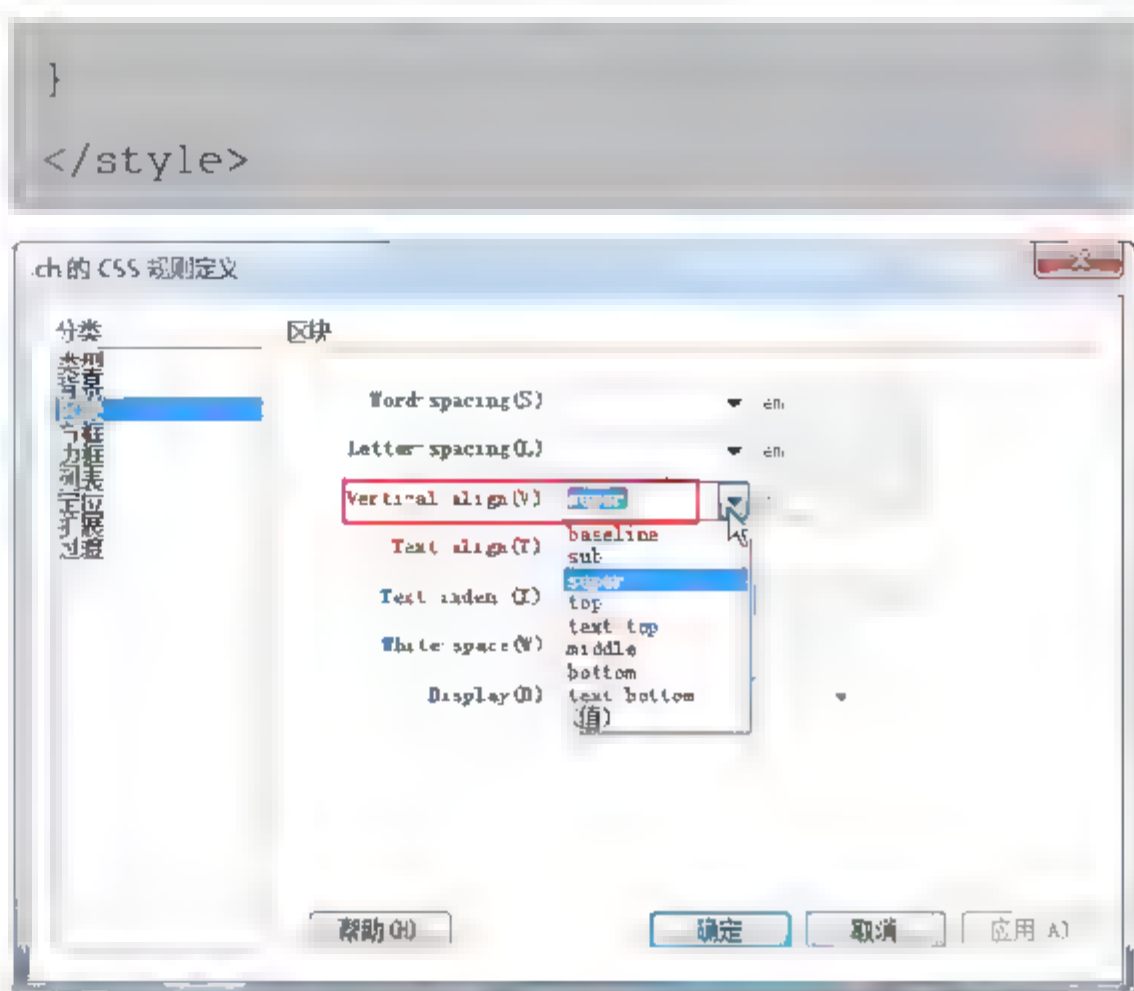 }
</style>
.ch 的 CSS 规则定义
分类
类型
背景
区块
方框
边框
列表
定位
扩展
过渡
区块
Word-spacing(S)
em
Letter-spacing(L)
em
Vertical-align(V) super
Text-align(T)
Text-inden (I)
White-space(W)
Display(D)
baseline
sub
super
top
text-top
middle
bottom
text-bottom
(值)
帮助(H) 确定 取消 应用 A)